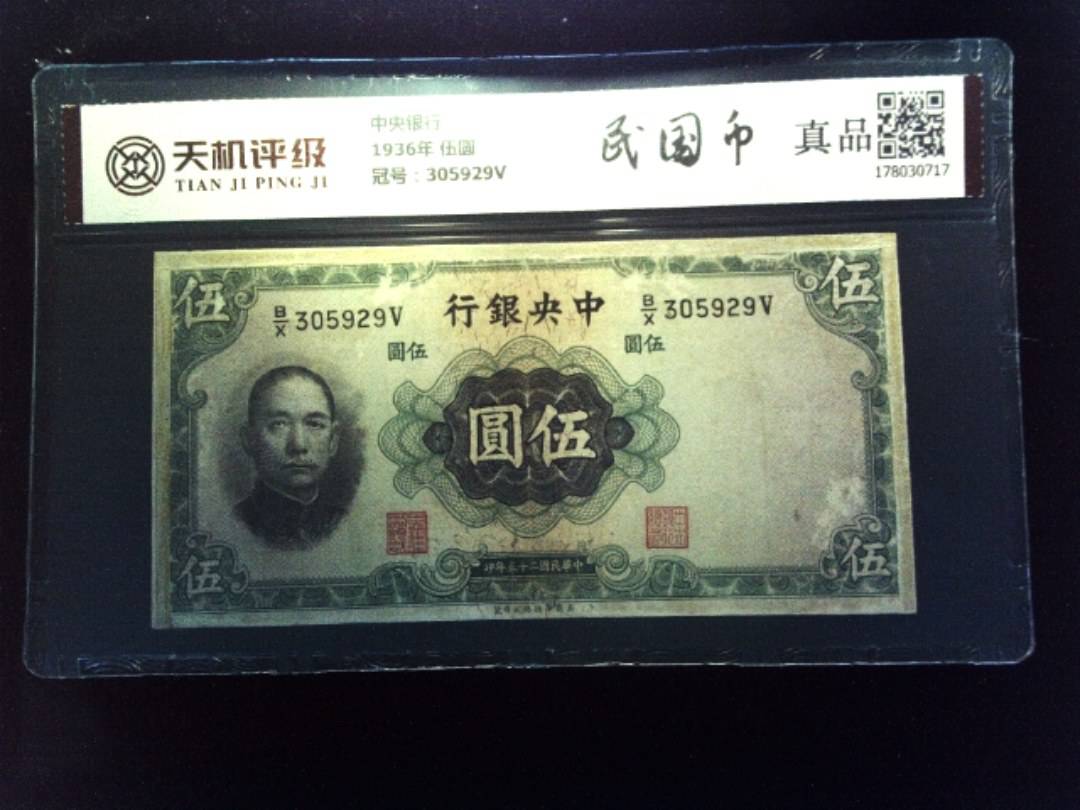 天机评级
TIAN JI PING JI
中央银行
1936年 伍圆
冠号：305929V
民国币
真品
178030717
伍
伍
B/X 305929V
行銀央中
B/X 305929V
圓伍
伍圓
圓伍
伍
伍
印年五十二國民華中